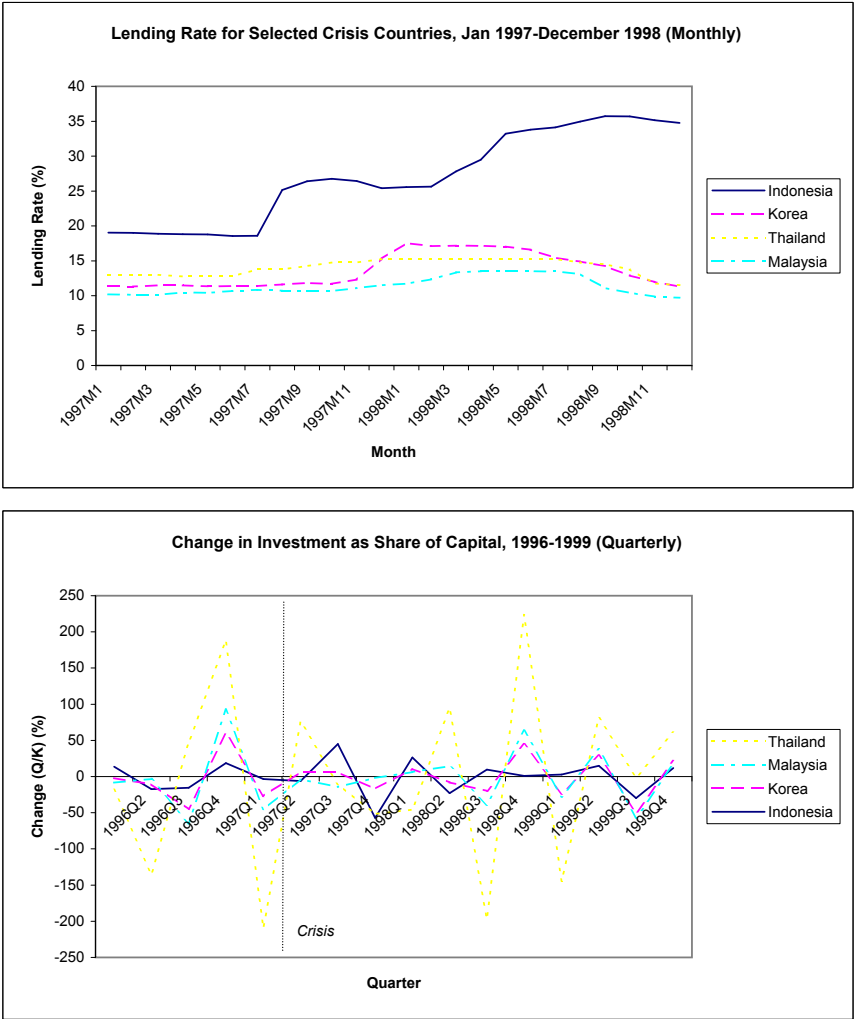 Lending Rate for Selected Crisis Countries, Jan 1997-December 1998 (Monthly)
40
35
30
25
20
15
10
5
0
Lending Rate (%)
1997M1
1997M3
1997M5
1997M7
1997M9
1997M11
1998M1
1998M3
1998M5
1998M7
1998M9
1998M11
Month
Indonesia
Korea
Thailand
Malaysia
Change in Investment as Share of Capital, 1996-1999 (Quarterly)
250
200
150
100
50
0
-50
-100
-150
-200
-250
Change (Q/K) (%)
1996Q2
1996Q3
1996Q4
1997Q1
1997Q2
1997Q3
1997Q4
1998Q1
1998Q2
1998Q3
1998Q4
1999Q1
1999Q2
1999Q3
1999Q4
Crisis
Quarter
Thailand
Malaysia
Korea
Indonesia